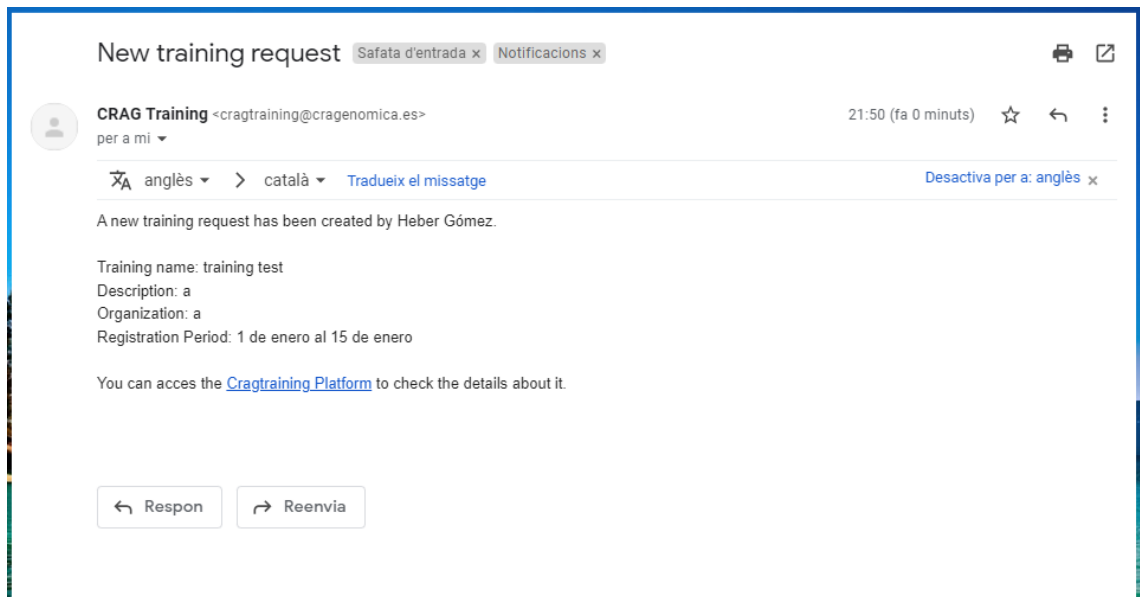 New training request Safata d'entrada x Notificacions x
CRAG Training <cragtraining@cragenomica.es> 21:50 (fa 0 minuts)
per a mi
anglès > català Tradueix el missatge Desactiva per a: anglès x
A new training request has been created by Heber Gómez.
Training name: training test
Description: a
Organization: a
Registration Period: 1 de enero al 15 de enero
You can acces the Cragtraining Platform to check the details about it.
Respon Reenvia